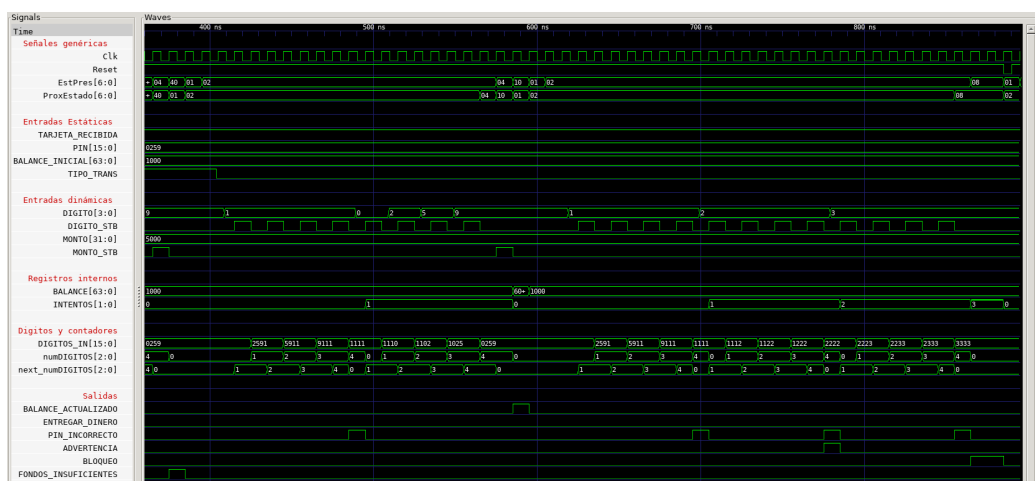 Signals Waves
Time 400 ns 500 ns 600 ns 700 ns 800 ns
Señales genéricas
Clk
Reset
EstPres[6:0] + 04 40 01 02 04 10 01 02 08 01
ProxEstado[6:0] + 40 01 02 04 10 01 02 08 02
Entradas Estáticas
TARJETA_RECIBIDA
PIN[15:0] 0259
BALANCE_INICIAL[63:0] 1000
TIPO_TRANS
Entradas dinámicas
DIGITO[3:0] 9 1 0 2 5 9 1 2 3
DIGITO_STB
MONTO[31:0] 5000
MONTO_STB
Registros internos
BALANCE[63:0] 1000 60+ 1000
INTENTOS[1:0] 0 1 0 1 2 3 0
Digitos y contadores
DIGITOS_IN[15:0] 0259 2591 5911 9111 1111 1110 1102 1025 0259 2591 5911 9111 1111 1112 1122 1222 2222 2223 2233 2333 3333
numDIGITOS[2:0] 4 0 1 2 3 4 0 1 2 3 4 0 1 2 3 4 0 1 2 3 4 0 1 2 3 4 0
next_numDIGITOS[2:0] 4 0 1 2 3 4 0 1 2 3 4 0 1 2 3 4 0 1 2 3 4 0 1 2 3 4 0
Salidas
BALANCE_ACTUALIZADO
ENTREGAR_DINERO
PIN_INCORRECTO
ADVERTENCIA
BLOQUEO
FONDOS_INSUFICIENTES